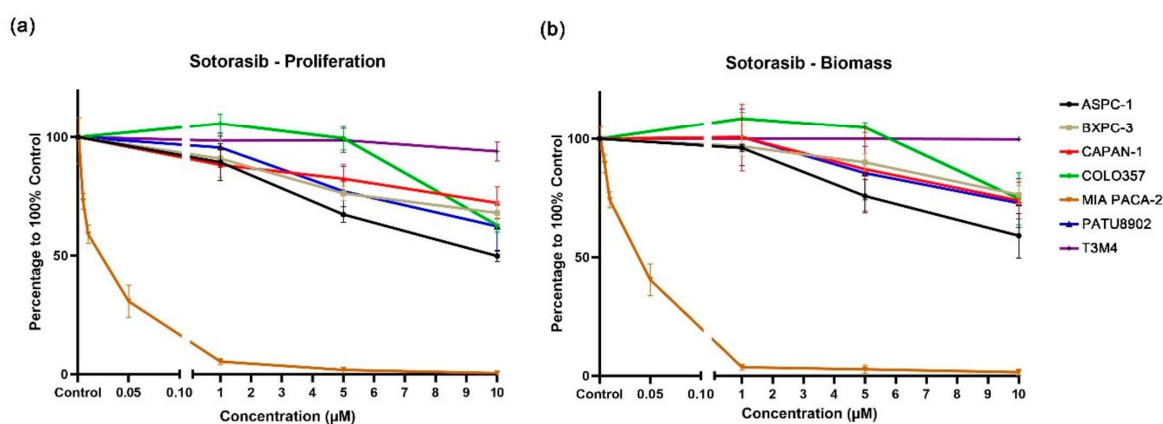 (a)
Sotorasib - Proliferation
Percentage to 100% Control
100
50
0
Control 0.05 0.10 1 2 3 4 5 6 7 8 9 10
Concentration (µM)
(b)
Sotorasib - Biomass
Percentage to 100% Control
100
50
0
Control 0.05 0.10 1 2 3 4 5 6 7 8 9 10
Concentration (µM)
ASPC-1
BXPC-3
CAPAN-1
COLO357
MIA PACA-2
PATU8902
T3M4